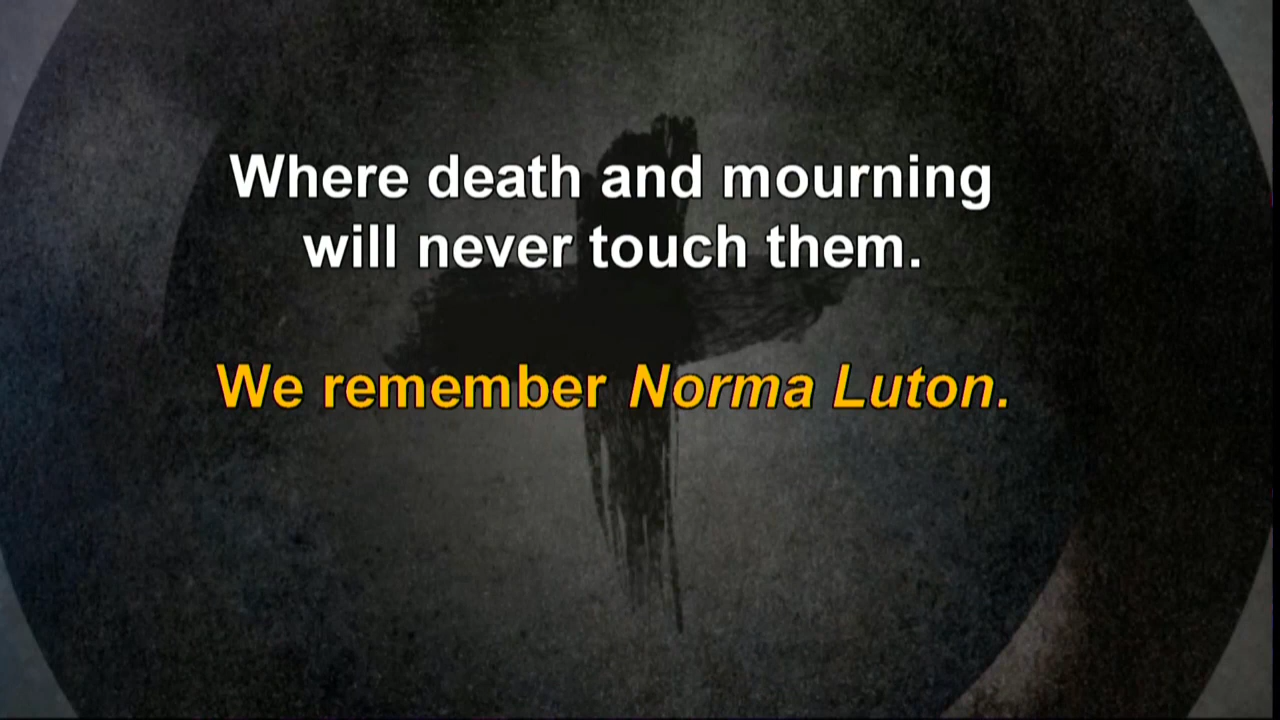 Where death and mourning
will never touch them.
We remember Norma Luton.